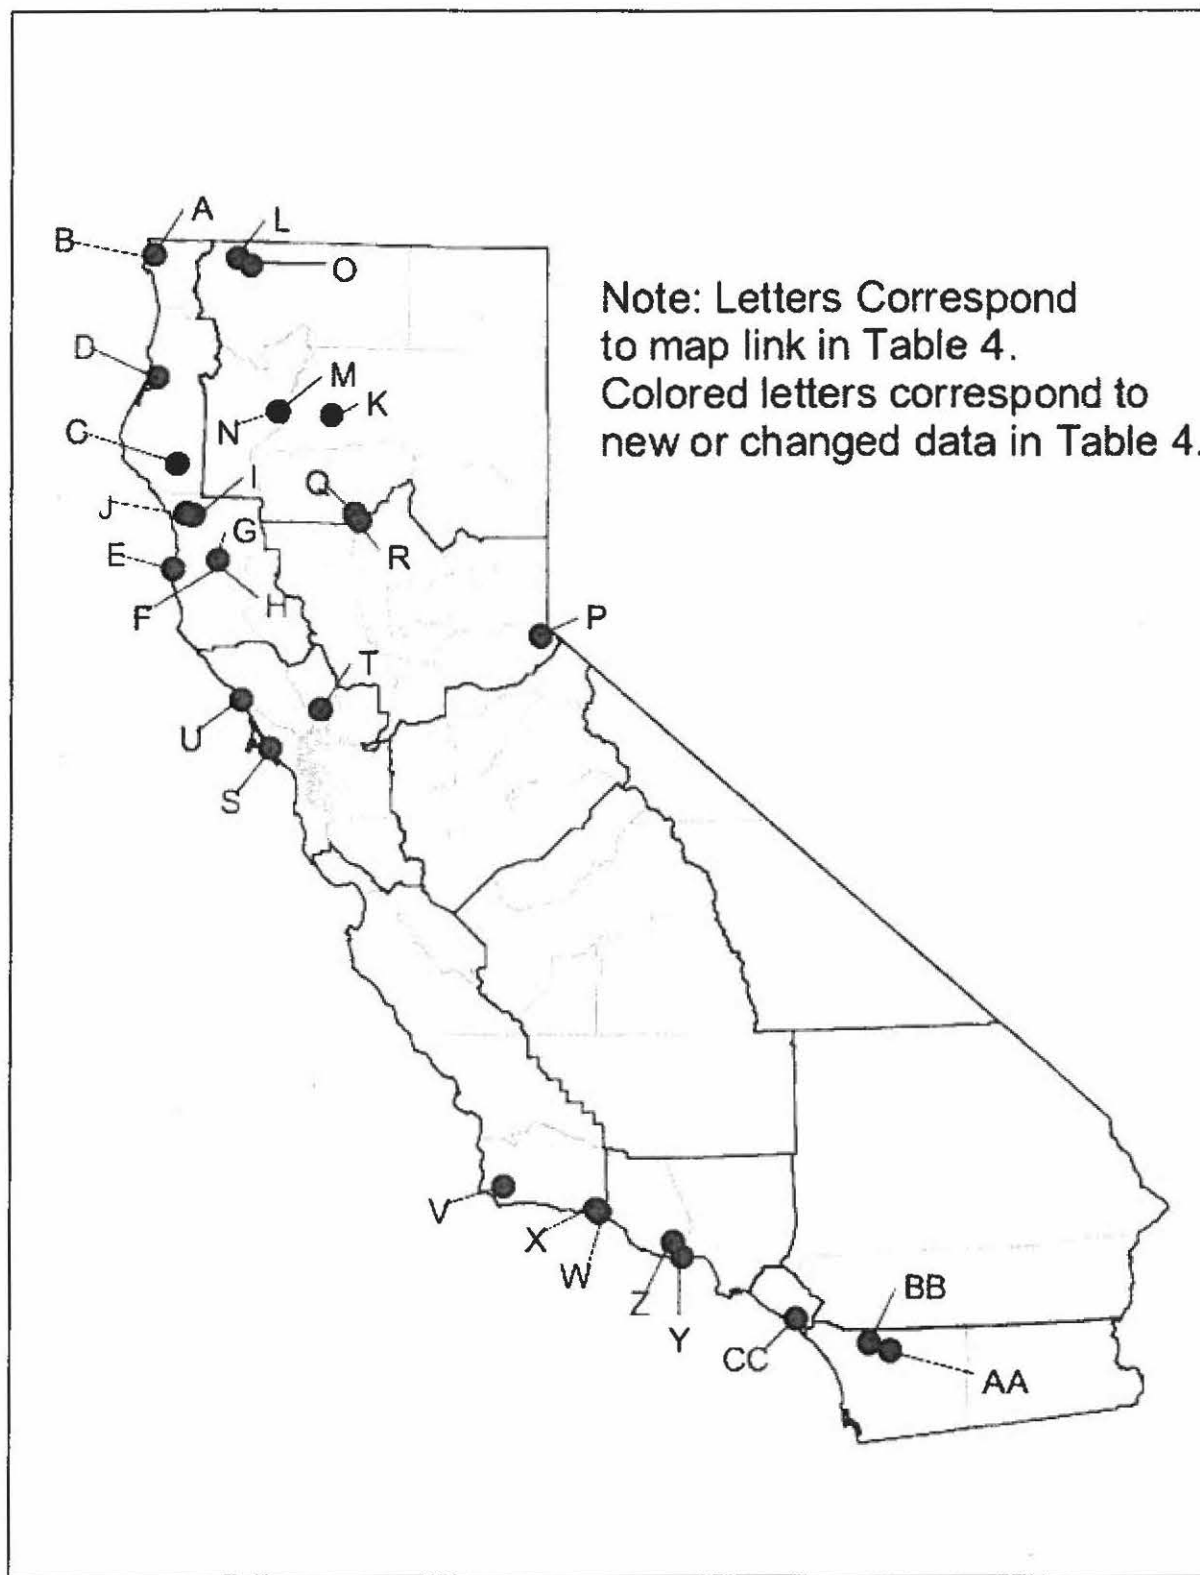 A
L
B
O
Note: Letters Correspond
to map link in Table 4.
Colored letters correspond to
new or changed data in Table 4.
D
M
K
N
C
I
Q
J
G
R
E
F
H
P
T
U
S
V
X
W
Z
Y
BB
CC
AA